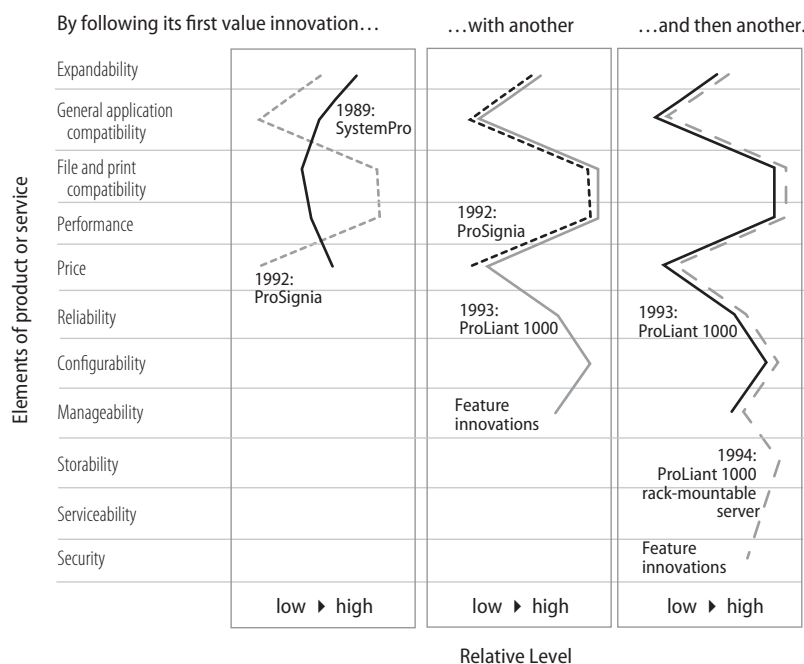 By following its first value innovation…
…with another
…and then another.
Elements of product or service
Expandability
General application
compatibility
File and print
compatibility
Performance
Price
Reliability
Configurability
Manageability
Storability
Serviceability
Security
1989:
SystemPro
1992:
ProSignia
low ▸ high
1992:
ProSignia
1993:
ProLiant 1000
Feature
innovations
low ▸ high
1993:
ProLiant 1000
1994:
ProLiant 1000
rack-mountable
server
Feature
innovations
low ▸ high
Relative Level